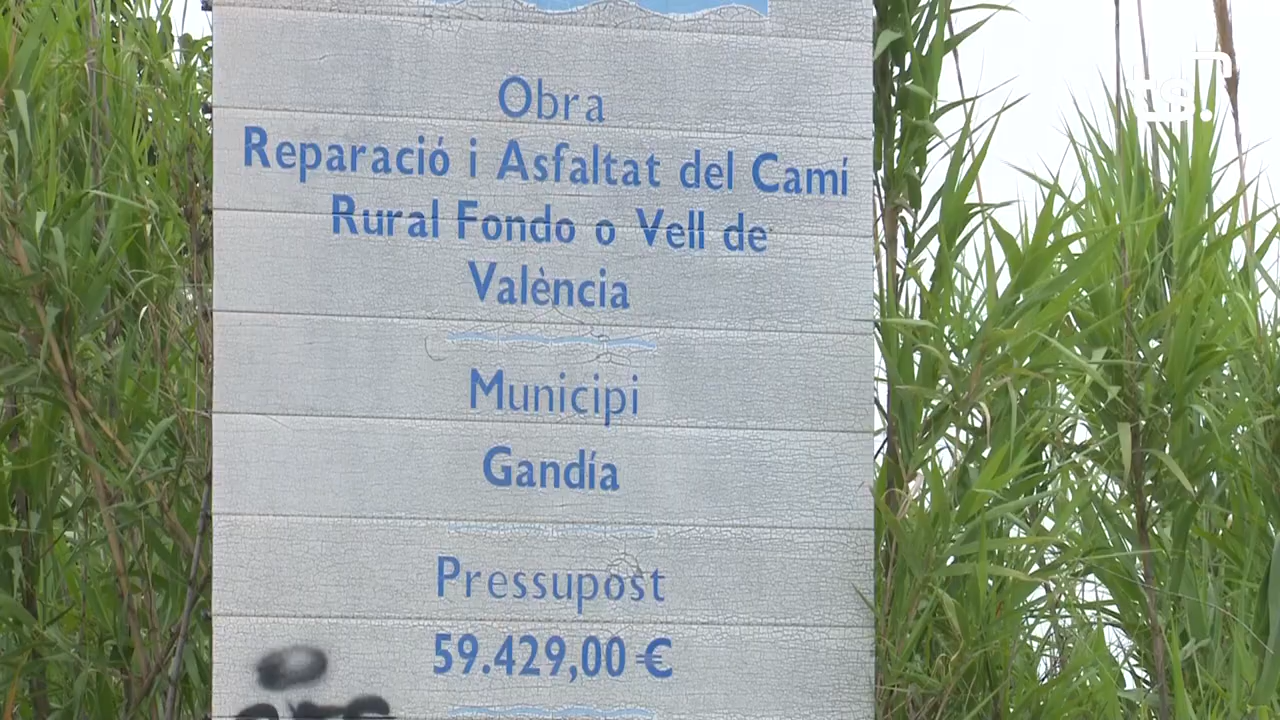 Obra
Reparació i Asfaltat del Camí
Rural Fondo o Vell de
València
Municipi
Gandía
Pressupost
59.429,00 €